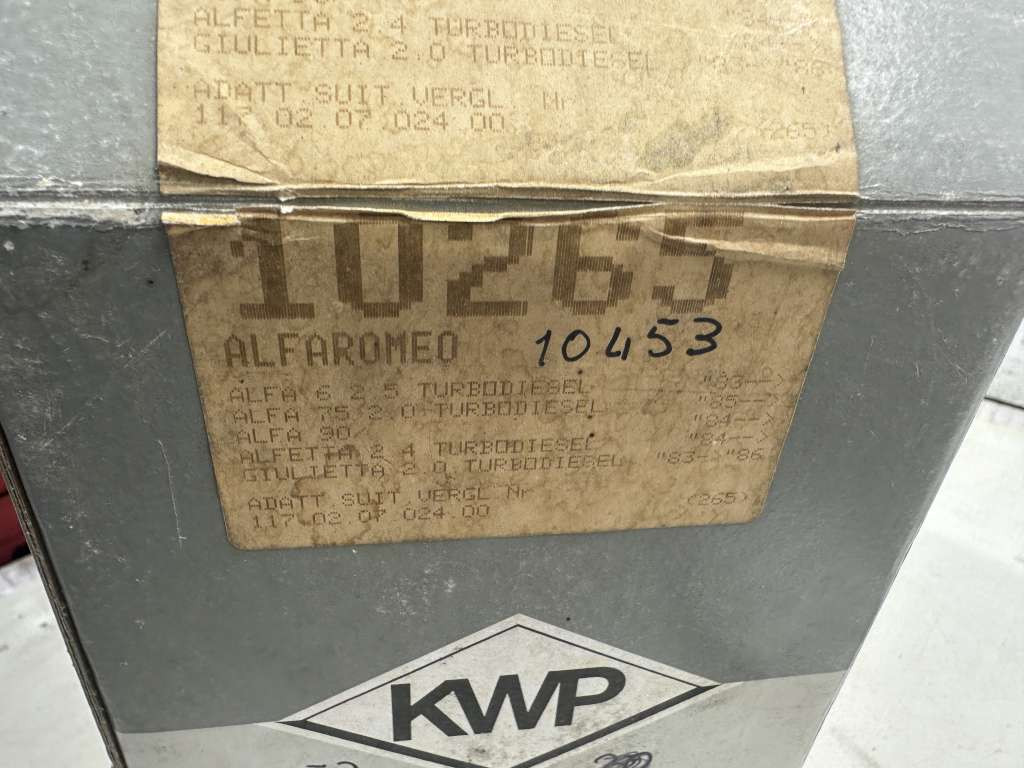 ALFETTA 2.4 TURBODIESEL
GIULIETTA 2.0 TURBODIESEL "83-->"86
ADATT SUIT VERGL. Nr
117 02 07 024 00 (265)
10265
ALFAROMEO 10453
ALFA 6 2 5 TURBODIESEL "83-->
ALFA 75 2.0 TURBODIESEL "85-->
ALFA 90 "84-->
ALFETTA 2 4 TURBODIESEL "84-->
GIULIETTA 2.0 TURBODIESEL "83->"86
ADATT SUIT VERGL Nr
117 02 07 024 00 (265)
KWP